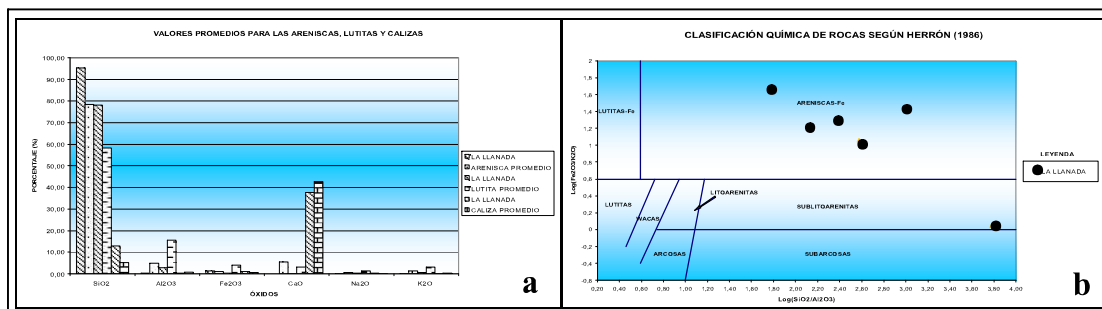 VALORES PROMEDIOS PARA LAS ARENISCAS, LUTITAS Y CALIZAS
PORCENTAJE (%)
100,00
90,00
80,00
70,00
60,00
50,00
40,00
30,00
20,00
10,00
0,00
SiO2 Al2O3 Fe2O3 CaO Na2O K2O
ÓXIDOS
LA LLANADA
ARENISCA PROMEDIO
LA LLANADA
LUTITA PROMEDIO
LA LLANADA
CALIZA PROMEDIO
a
CLASIFICACIÓN QUÍMICA DE ROCAS SEGÚN HERRÓN (1986)
Log(Fe2O3/K2O)
2
1,8
1,6
1,4
1,2
1
0,8
0,6
0,4
0,2
0
-0,2
-0,4
-0,6
LUTITAS-Fe
ARENISCAS-Fe
LUTITAS
WACAS
LITOARENITAS
SUBLITOARENITAS
ARCOSAS
SUBARCOSAS
0,20 0,40 0,60 0,80 1,00 1,20 1,40 1,60 1,80 2,00 2,20 2,40 2,60 2,80 3,00 3,20 3,40 3,60 3,80 4,00
Log(SiO2/Al2O3)
LEYENDA
LA LLANADA
b